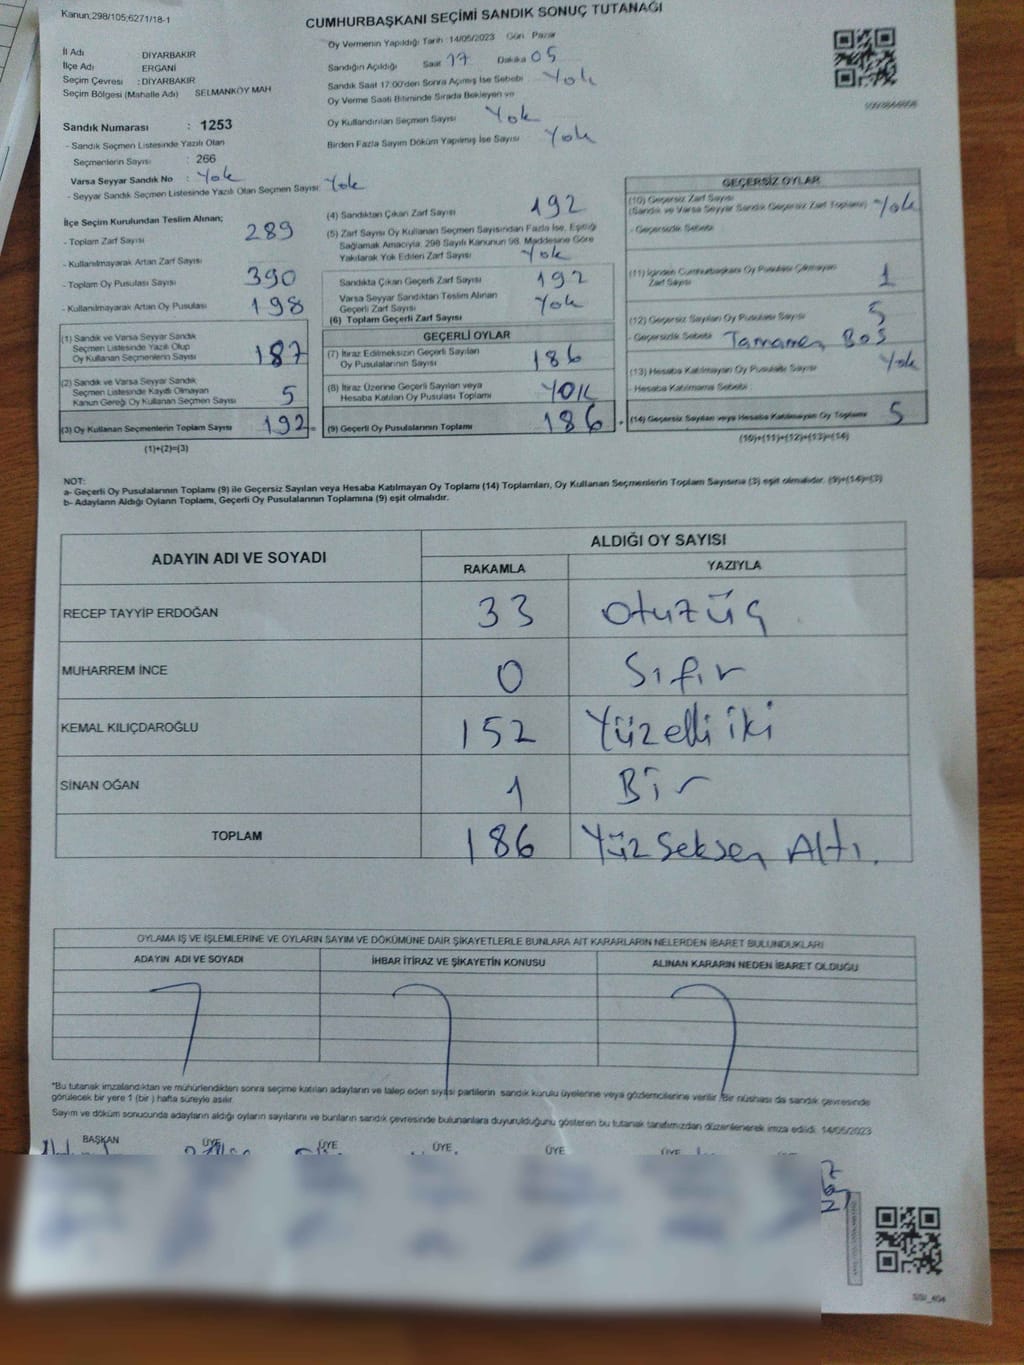 Kanun;298/105;6271/18-1
CUMHURBAŞKANI SEÇİMİ SANDIK SONUÇ TUTANAĞI
İl Adı DİYARBAKIR
İlçe Adı ERGANİ
Seçim Çevresi : DİYARBAKIR
Seçim Bölgesi (Mahalle Adı) SELMANKÖY MAH
Sandık Numarası : 1253
- Sandık Seçmen Listesinde Yazılı Olan
Seçmenlerin Sayısı : 266
Varsa Seyyar Sandık No : Yok
- Seyyar Sandık Seçmen Listesinde Yazılı Olan Seçmen Sayısı: Yok
Oy Vermenin Yapıldığı Tarih :14/05/2023 Gün Pazar
Sandığın Açıldığı Saat 17 Dakika 05
Sandık Saat 17:00'den Sonra Açılmış İse Sebebi : Yok
Oy Verme Saati Bitiminde Sırada Bekleyen ve
Oy Kullandırılan Seçmen Sayısı Yok
Birden Fazla Sayım Döküm Yapılmış İse Sayısı Yok
İlçe Seçim Kurulundan Teslim Alınan;
- Toplam Zarf Sayısı 289
- Kullanılmayarak Artan Zarf Sayısı
- Toplam Oy Pusulası Sayısı 390
- Kullanılmayarak Artan Oy Pusulası 198
(1) Sandık ve Varsa Seyyar Sandık
Seçmen Listesinde Yazılı Olup
Oy Kullanan Seçmenlerin Sayısı 187
(2) Sandık ve Varsa Seyyar Sandık
Seçmen Listesinde Kayıtlı Olmayan
Kanun Gereği Oy Kullanan Seçmen Sayısı 5
(3) Oy Kullanan Seçmenlerin Toplam Sayısı 192
(1)+(2)=(3)
(4) Sandıktan Çıkan Zarf Sayısı 192
(5) Zarf Sayısı Oy Kullanan Seçmen Sayısından Fazla İse, Eşitliği
Sağlamak Amacıyla, 298 Sayılı Kanunun 98. Maddesine Göre
Yakılarak Yok Edilen Zarf Sayısı Yok
Sandıkta Çıkan Geçerli Zarf Sayısı 192
Varsa Seyyar Sandıktan Teslim Alınan
Geçerli Zarf Sayısı Yok
(6) Toplam Geçerli Zarf Sayısı
GEÇERLİ OYLAR
(7) İtiraz Edilmeksizin Geçerli Sayılan
Oy Pusulalarının Sayısı 186
(8) İtiraz Üzerine Geçerli Sayılan veya
Hesaba Katılan Oy Pusulası Toplamı YOK
(9) Geçerli Oy Pusulalarının Toplamı 186
GEÇERSİZ OYLAR
(10) Geçersiz Zarf Sayısı
(Sandık ve Varsa Seyyar Sandık Geçersiz Zarf Toplamı) Yok
- Geçersizlik Sebebi
(11) İçinden Cumhurbaşkanı Oy Pusulası Çıkmayan
Zarf Sayısı 1
(12) Geçersiz Sayılan Oy Pusulası Sayısı 5
- Geçersizlik Sebebi Tamamen Boş
(13) Hesaba Katılmayan Oy Pusulası Sayısı Yok
- Hesaba Katılmama Sebebi :
(14) Geçersiz Sayılan veya Hesaba Katılmayan Oy Toplamı 5
(10)+(11)+(12)+(13)=(14)
NOT:
a- Geçerli Oy Pusulalarının Toplamı (9) ile Geçersiz Sayılan veya Hesaba Katılmayan Oy Toplamı (14) Toplamları, Oy Kullanan Seçmenlerin Toplam Sayısına (3) eşit olmalıdır. (9)+(14)=(3)
b- Adayların Aldığı Oyların Toplamı, Geçerli Oy Pusulalarının Toplamına (9) eşit olmalıdır.
ADAYIN ADI VE SOYADI ALDIĞI OY SAYISI
RAKAMLA YAZIYLA
RECEP TAYYİP ERDOĞAN 33 Otuzüç
MUHARREM İNCE 0 Sıfır
KEMAL KILIÇDAROĞLU 152 Yüzelli iki
SİNAN OĞAN 1 Bir
TOPLAM 186 Yüz Seksen Altı.
OYLAMA İŞ VE İŞLEMLERİNE VE OYLARIN SAYIM VE DÖKÜMÜNE DAİR ŞİKAYETLERLE BUNLARA AİT KARARLARIN NELERDEN İBARET BULUNDUKLARI
ADAYIN ADI VE SOYADI İHBAR İTİRAZ VE ŞİKAYETİN KONUSU ALINAN KARARIN NEDEN İBARET OLDUĞU
*Bu tutanak imzalandıktan ve mühürlendikten sonra seçime katılan adayların ve talep eden siyasi partilerin sandık kurulu üyelerine veya gözlemcilerine verilir. Bir nüshası da sandık çevresinde
görülecek bir yere 1 (bir ) hafta süreyle asılır.
Sayım ve döküm sonucunda adayların aldığı oyların sayılarını ve bunların sandık çevresinde bulunanlara duyurulduğunu gösteren bu tutanak tarafımızdan düzenlenerek imza edildi. 14/05/2023
BAŞKAN ÜYE ÜYE ÜYE ÜYE ÜYE